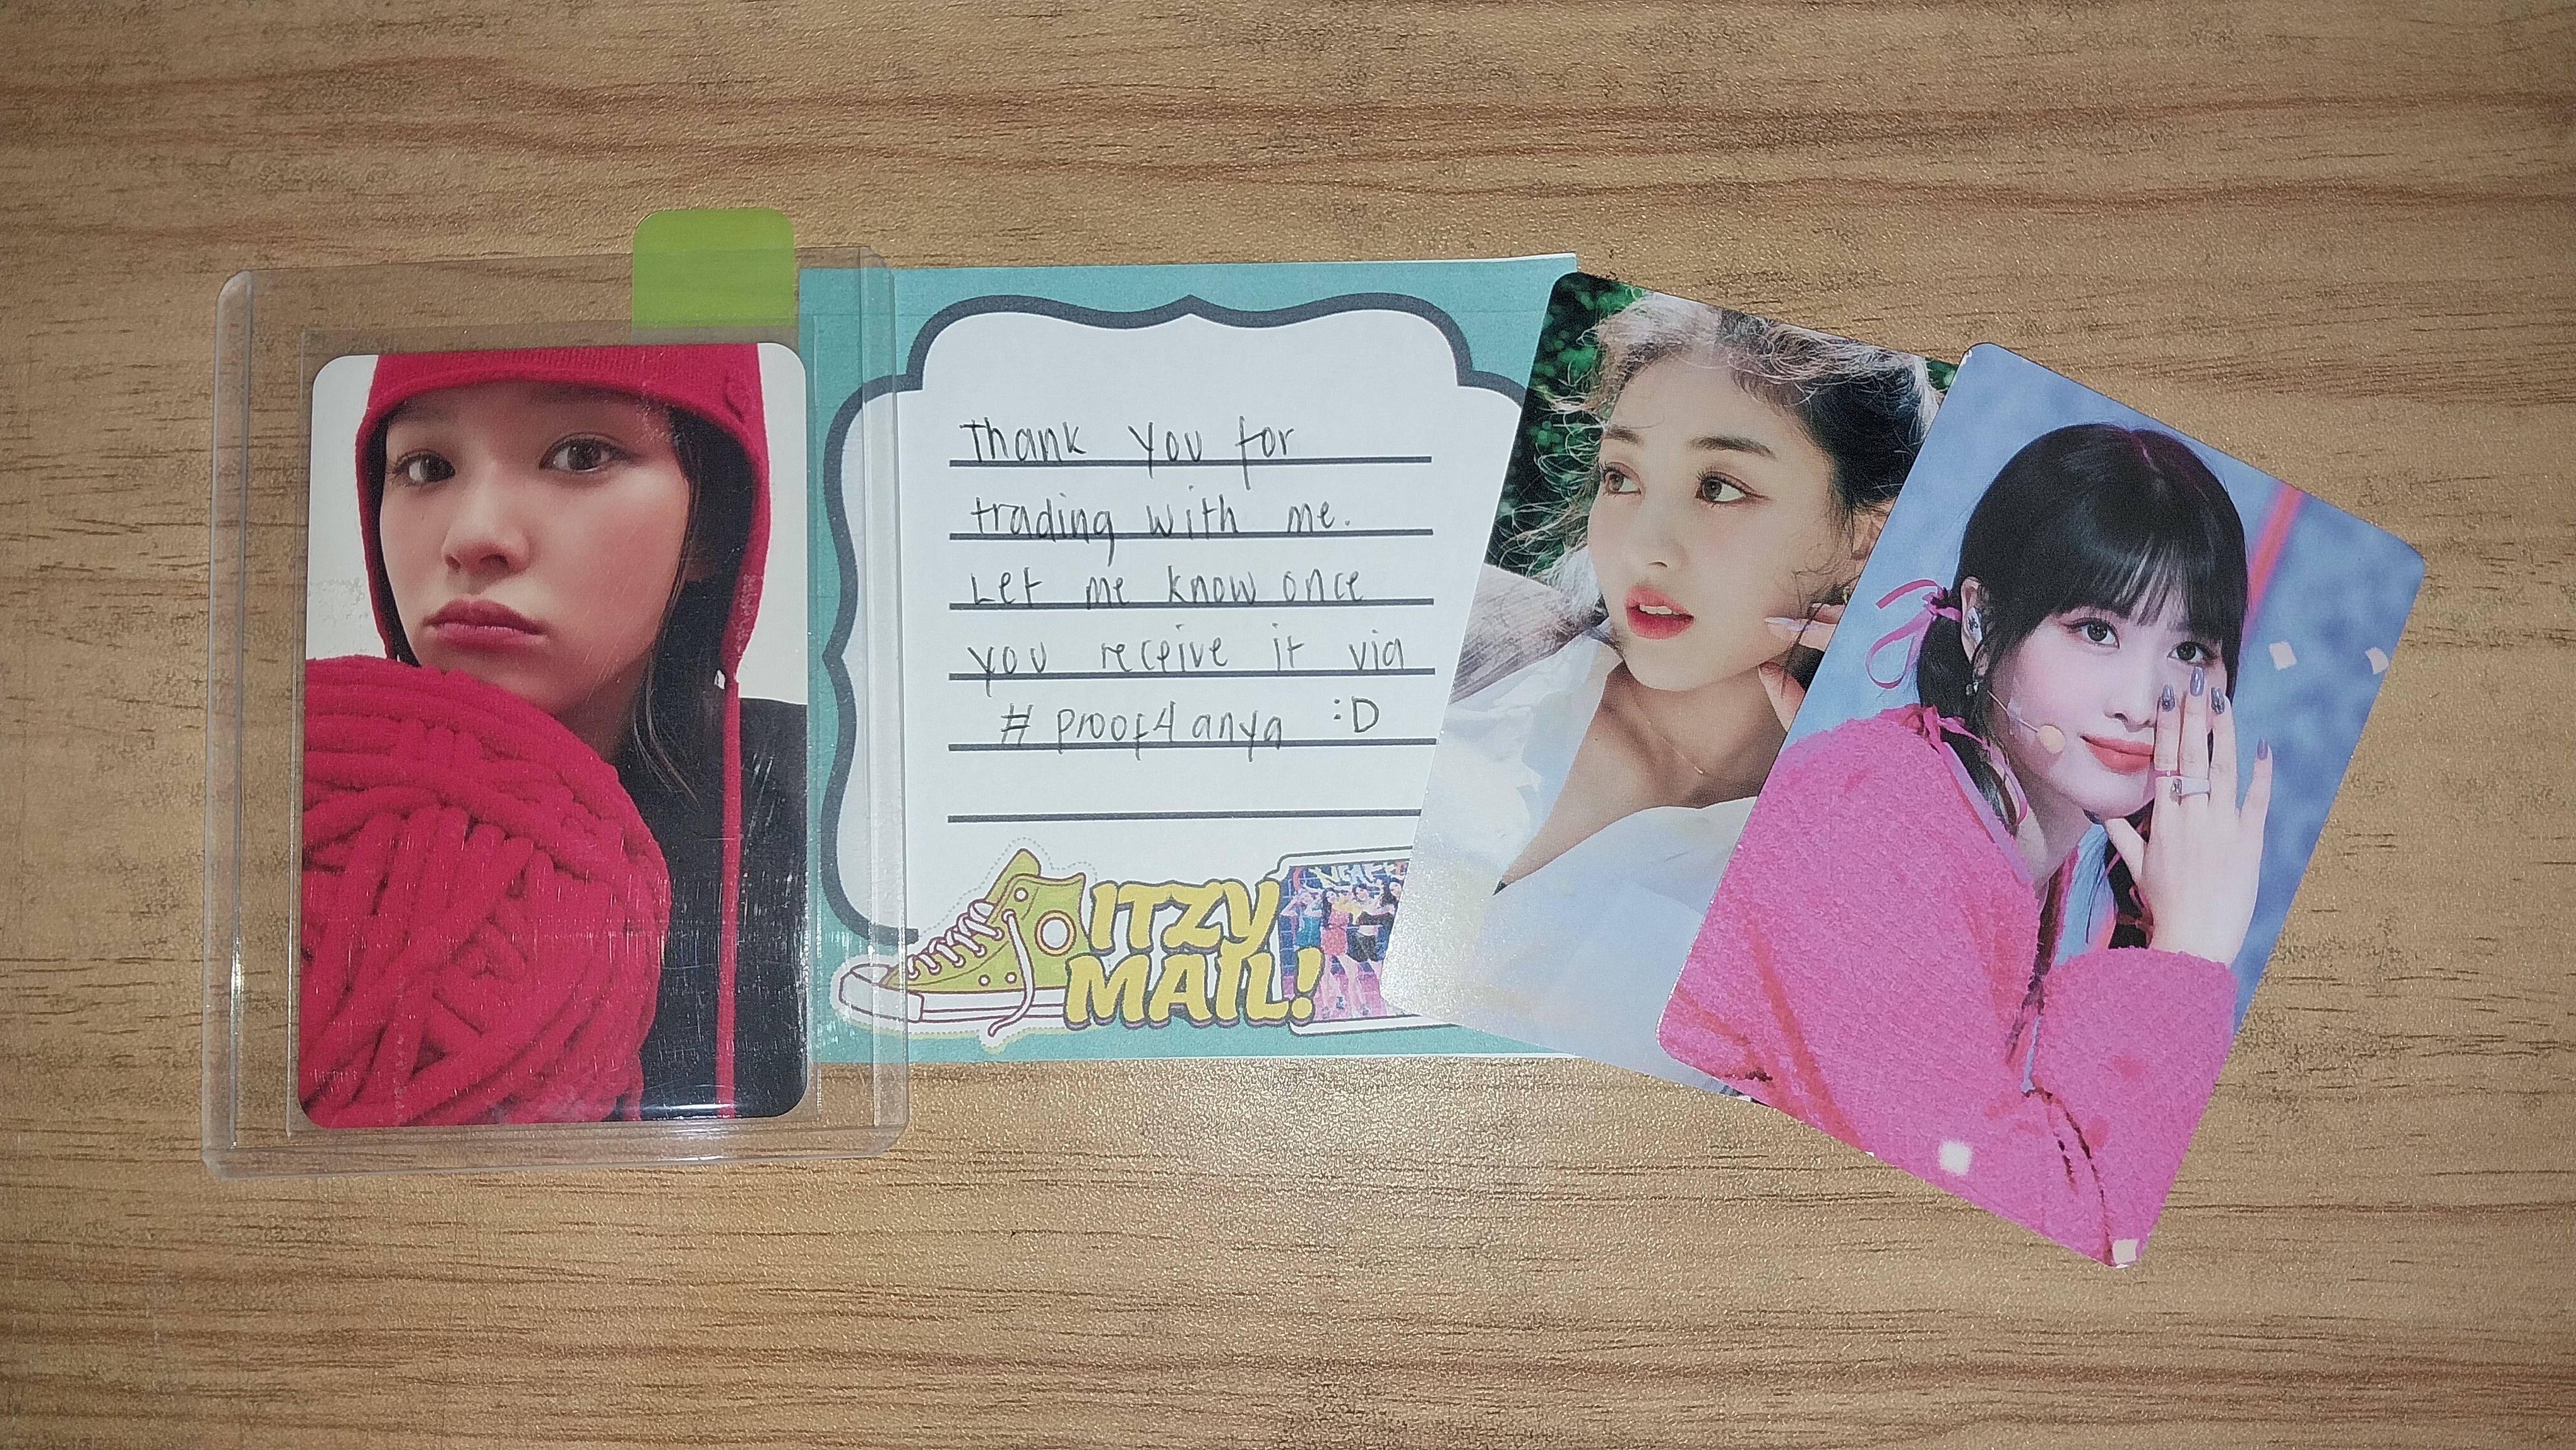 Thank you for
trading with me.
Let me know once
you receive it via
#proof4anya :D
ITZY
MAIL!